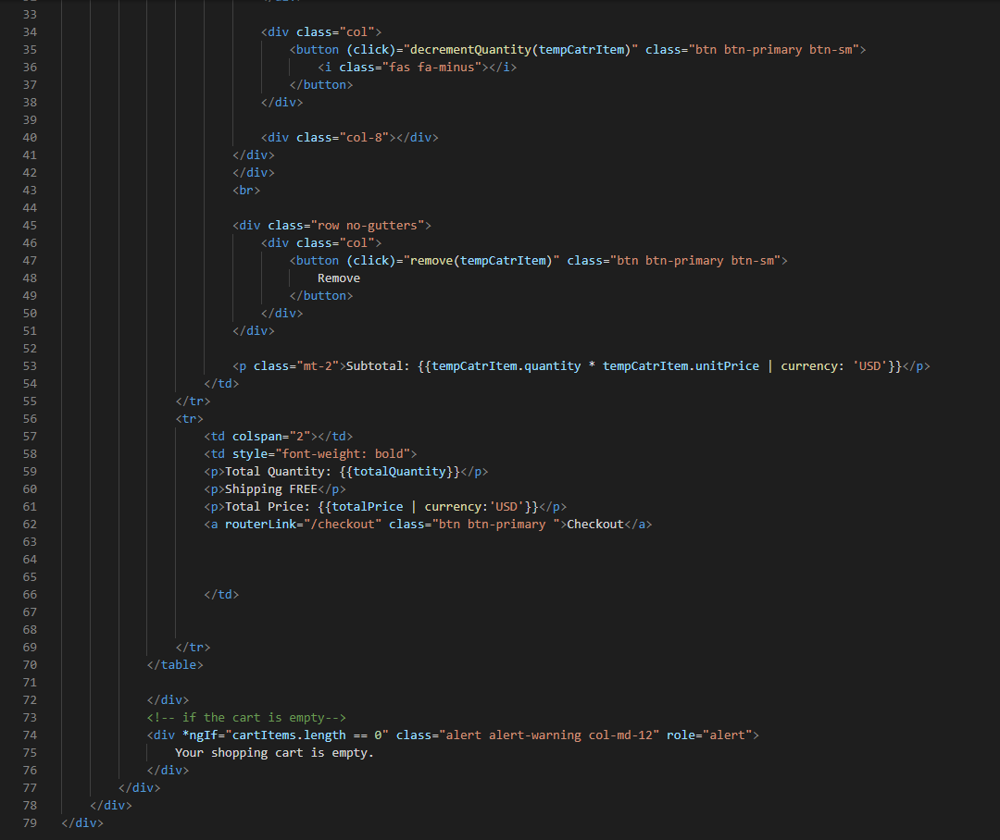 33
34 <div class="col">
35 <button (click)="decrementQuantity(tempCatrItem)" class="btn btn-primary btn-sm">
36 <i class="fas fa-minus"></i>
37 </button>
38 </div>
39
40 <div class="col-8"></div>
41 </div>
42 </div>
43 <br>
44
45 <div class="row no-gutters">
46 <div class="col">
47 <button (click)="remove(tempCatrItem)" class="btn btn-primary btn-sm">
48 Remove
49 </button>
50 </div>
51 </div>
52
53 <p class="mt-2">Subtotal: {{tempCatrItem.quantity * tempCatrItem.unitPrice | currency: 'USD'}}</p>
54 </td>
55 </tr>
56 <tr>
57 <td colspan="2"></td>
58 <td style="font-weight: bold">
59 <p>Total Quantity: {{totalQuantity}}</p>
60 <p>Shipping FREE</p>
61 <p>Total Price: {{totalPrice | currency:'USD'}}</p>
62 <a routerLink="/checkout" class="btn btn-primary ">Checkout</a>
63
64
65
66 </td>
67
68
69 </tr>
70 </table>
71
72 </div>
73 <!-- if the cart is empty-->
74 <div *ngIf="cartItems.length == 0" class="alert alert-warning col-md-12" role="alert">
75 Your shopping cart is empty.
76 </div>
77 </div>
78 </div>
79 </div>